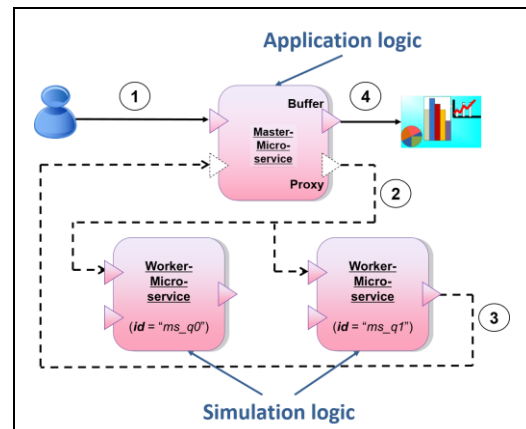 Application logic
1
Buffer
4
Master-
Micro-
service
Proxy
2
Worker-
Micro-
service
(id = “ms_q0”)
Worker-
Micro-
service
(id = “ms_q1”)
3
Simulation logic